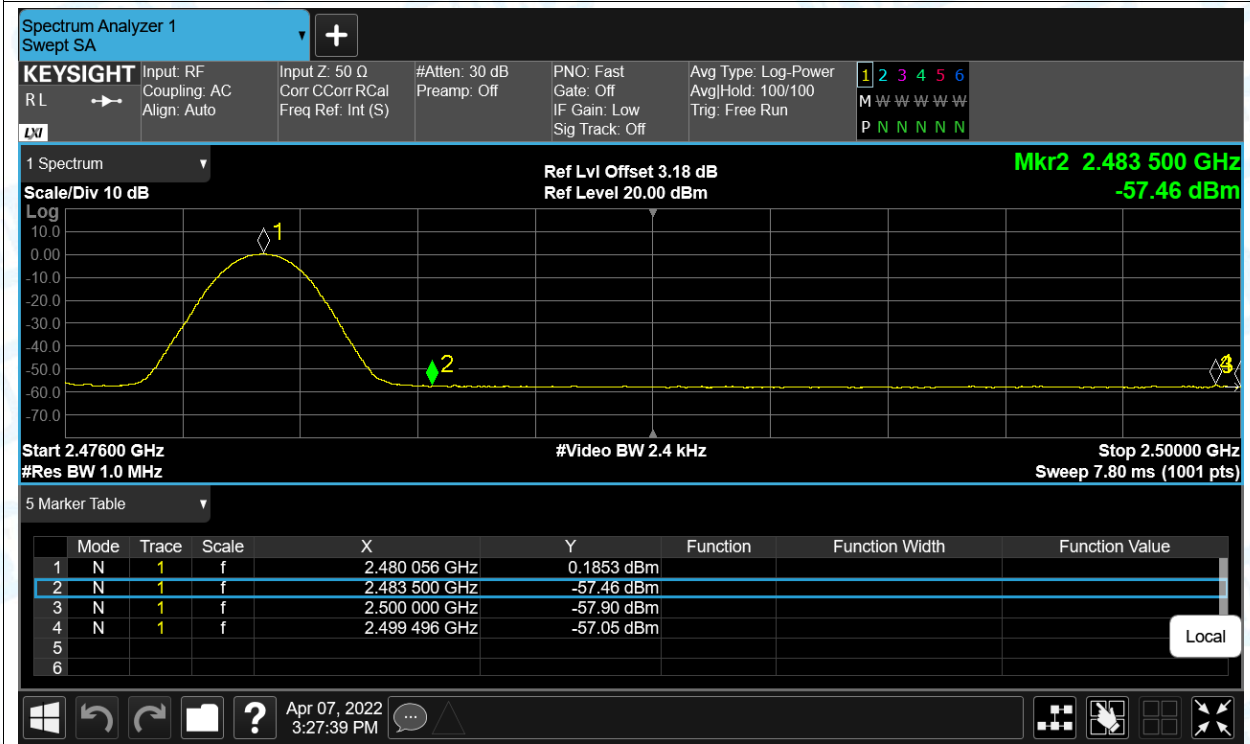 Spectrum Analyzer 1
Swept SA
+
KEYSIGHT Input: RF Input Z: 50 Ω #Atten: 30 dB PNO: Fast Avg Type: Log-Power 1 2 3 4 5 6
R L Coupling: AC Corr CCorr RCal Preamp: Off Gate: Off Avg|Hold: 100/100 M W W W W W
Align: Auto Freq Ref: Int (S) IF Gain: Low Trig: Free Run
LXI Sig Track: Off P N N N N N
1 Spectrum Ref Lvl Offset 3.18 dB Mkr2 2.483 500 GHz
Scale/Div 10 dB Ref Level 20.00 dBm -57.46 dBm
Log
10.0
0.00
-10.0
-20.0
-30.0
-40.0
-50.0
-60.0
-70.0
1
2
Start 2.47600 GHz #Video BW 2.4 kHz Stop 2.50000 GHz
#Res BW 1.0 MHz Sweep 7.80 ms (1001 pts)
5 Marker Table
Mode Trace Scale X Y Function Function Width Function Value
1 N 1 f 2.480 056 GHz 0.1853 dBm
2 N 1 f 2.483 500 GHz -57.46 dBm
3 N 1 f 2.500 000 GHz -57.90 dBm
4 N 1 f 2.499 496 GHz -57.05 dBm
5
6
Local
? Apr 07, 2022
3:27:39 PM